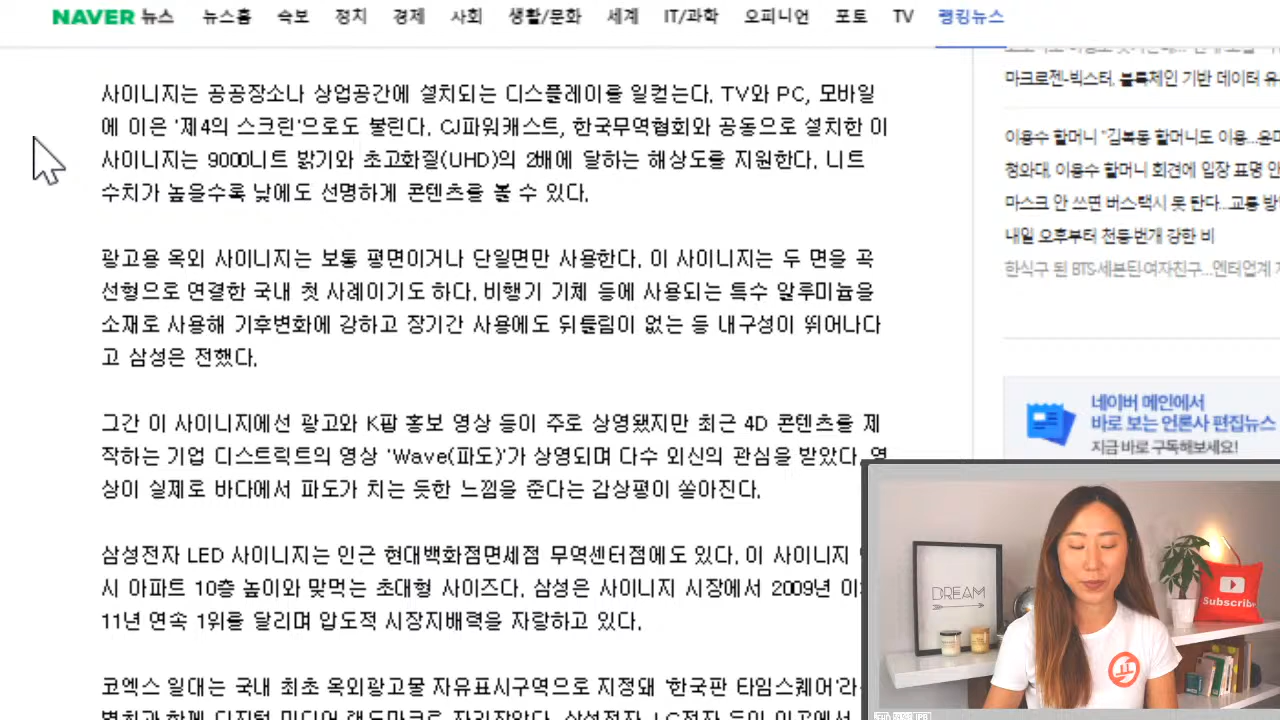 NAVER 뉴스 뉴스홈 속보 정치 경제 사회 생활/문화 세계 IT/과학 오피니언 포토 TV 랭킹뉴스
사이니지는 공공장소나 상업공간에 설치되는 디스플레이를 일컫는다. TV와 PC, 모바일
에 이은 '제4의 스크린'으로도 불린다. CJ파워캐스트, 한국무역협회와 공동으로 설치한 이
사이니지는 9000니트 밝기와 초고화질(UHD)의 2배에 달하는 해상도를 지원한다. 니트
수치가 높을수록 낮에도 선명하게 콘텐츠를 볼 수 있다.
광고용 옥외 사이니지는 보통 평면이거나 단일면만 사용한다. 이 사이니지는 두 면을 곡
선형으로 연결한 국내 첫 사례이기도 하다. 비행기 기체 등에 사용되는 특수 알루미늄을
소재로 사용해 기후변화에 강하고 장기간 사용에도 뒤틀림이 없는 등 내구성이 뛰어나다
고 삼성은 전했다.
그간 이 사이니지에선 광고와 K팝 홍보 영상 등이 주로 상영됐지만 최근 4D 콘텐츠를 제
작하는 기업 디스트릭트의 영상 'Wave(파도)'가 상영되며 다수 외신의 관심을 받았다. 영
상이 실제로 바다에서 파도가 치는 듯한 느낌을 준다는 감상평이 쏟아진다.
삼성전자 LED 사이니지는 인근 현대백화점면세점 무역센터점에도 있다. 이 사이니지
시 아파트 10층 높이와 맞먹는 초대형 사이즈다. 삼성은 사이니지 시장에서 2009년
11년 연속 1위를 달리며 압도적 시장지배력을 자랑하고 있다.
코엑스 일대는 국내 최초 옥외광고물 자유표시구역으로 지정돼 '한국판 타임스퀘어'라
마크로젠-빅스터, 블록체인 기반 데이터
이용수 할머니 "김복동 할머니도 이용...
청와대, 이용수 할머니 회견에 입장 표명
마스크 안 쓰면 버스·택시 못 탄다...교통
내일 오후부터 천둥·번개 강한 비
한식구 된 BTS·세븐틴·여자친구...엔터업계
네이버 메인에서
바로 보는 언론사 편집뉴스
지금 바로 구독해보세요!
DREAM
Subscribe